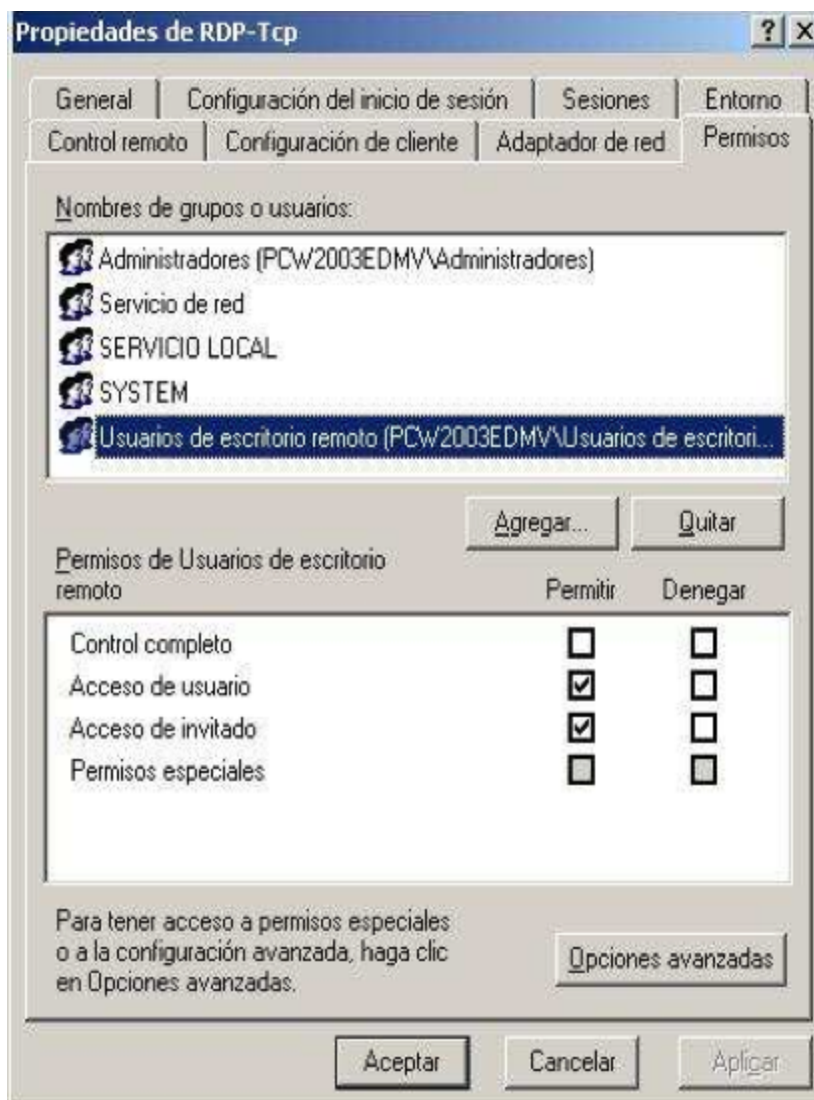 Propiedades de RDP-Tcp
General Configuración del inicio de sesión Sesiones Entorno
Control remoto Configuración de cliente Adaptador de red Permisos
Nombres de grupos o usuarios:
Administradores (PCW2003EDMV\Administradores)
Servicio de red
SERVICIO LOCAL
SYSTEM
Usuarios de escritorio remoto (PCW2003EDMV\Usuarios de escritori...
Agregar... Quitar
Permisos de Usuarios de escritorio
remoto Permitir Denegar
Control completo
Acceso de usuario
Acceso de invitado
Permisos especiales
Para tener acceso a permisos especiales
o a la configuración avanzada, haga clic
en Opciones avanzadas.
Opciones avanzadas
Aceptar Cancelar Aplicar